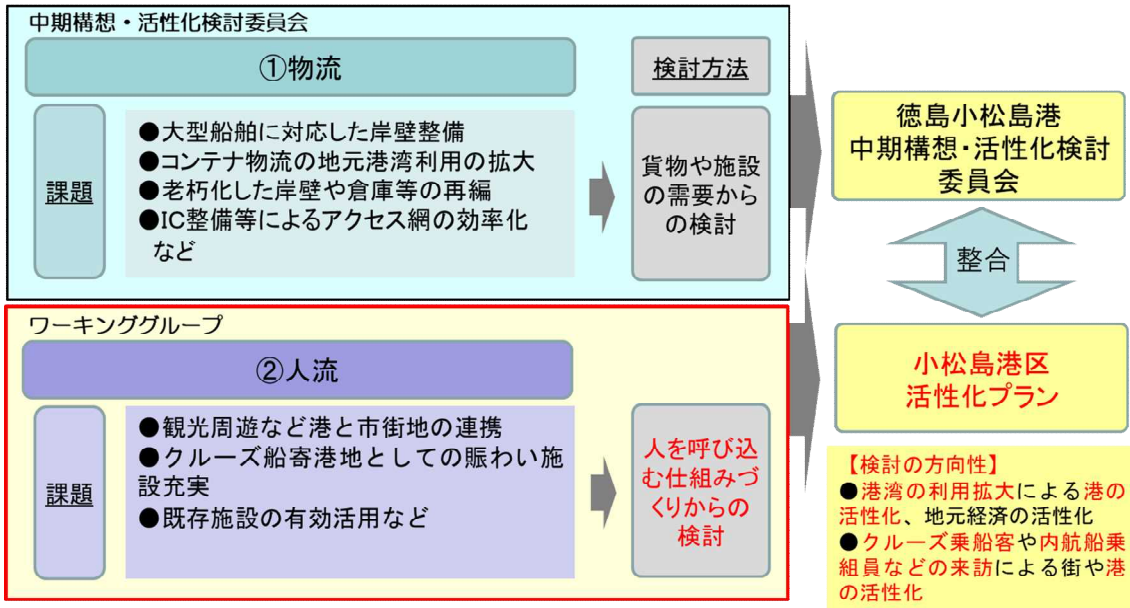 中期構想・活性化検討委員会
①物流
検討方法
課題
●大型船舶に対応した岸壁整備
●コンテナ物流の地元港湾利用の拡大
●老朽化した岸壁や倉庫等の再編
●IC整備等によるアクセス網の効率化
など
貨物や施設
の需要から
の検討
ワーキンググループ
②人流
課題
●観光周遊など港と市街地の連携
●クルーズ船寄港地としての賑わい施
設充実
●既存施設の有効活用など
人を呼び込
む仕組みづ
くりからの
検討
徳島小松島港
中期構想・活性化検討
委員会
整合
小松島港区
活性化プラン
【検討の方向性】
●港湾の利用拡大による港の
活性化、地元経済の活性化
●クルーズ乗船客や内航船乗
組員などの来訪による街や港
の活性化